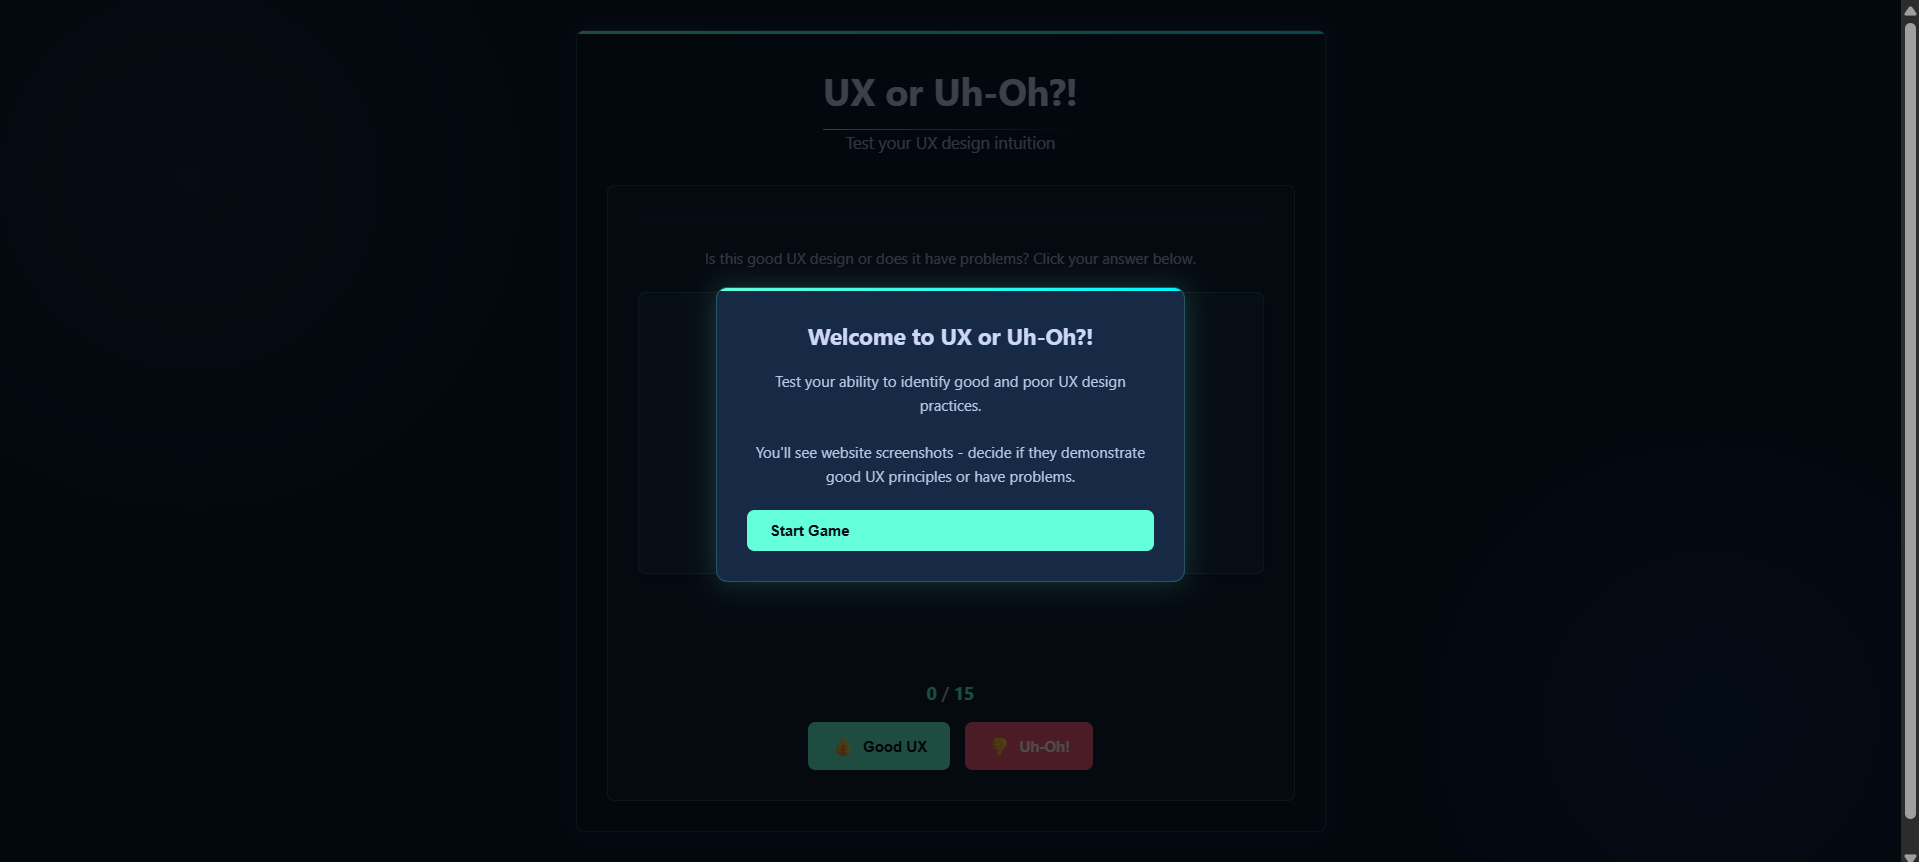 UX or Uh-Oh?!
Test your UX design intuition
Is this good UX design or does it have problems? Click your answer below.
Welcome to UX or Uh-Oh?!
Test your ability to identify good and poor UX design
practices.
You'll see website screenshots - decide if they demonstrate
good UX principles or have problems.
Start Game
0 / 15
Good UX
Uh-Oh!